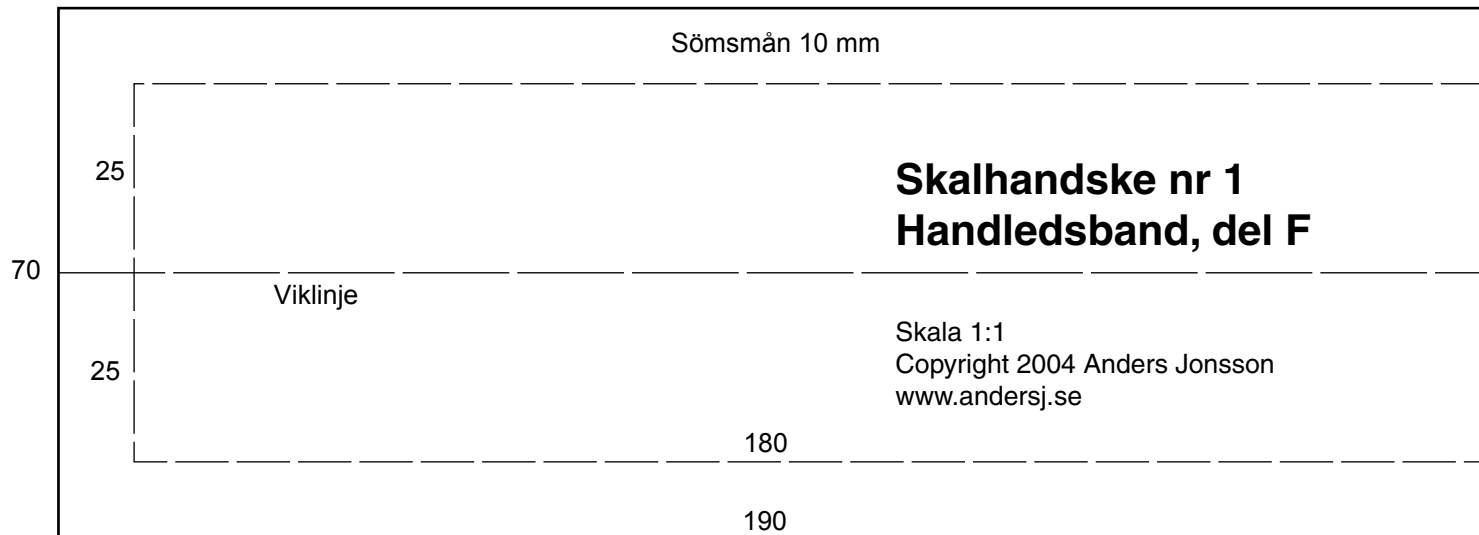 Sömsmån 10 mm
25
Skalhandske nr 1
Handledsband, del F
70
Viklinje
Skala 1:1
Copyright 2004 Anders Jonsson
www.andersj.se
25
180
190